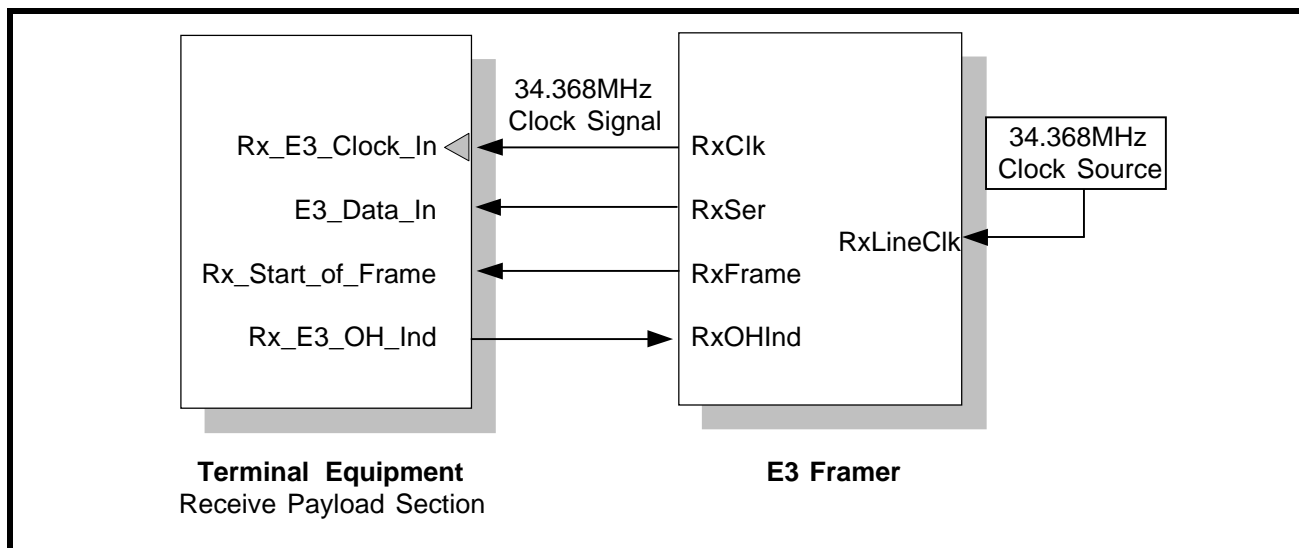 34.368MHz
Clock Signal
Rx_E3_Clock_In
E3_Data_In
Rx_Start_of_Frame
Rx_E3_OH_Ind
RxClk
RxSer
RxFrame
RxOHInd
RxLineClk
34.368MHz
Clock Source
Terminal Equipment
Receive Payload Section
E3 Framer